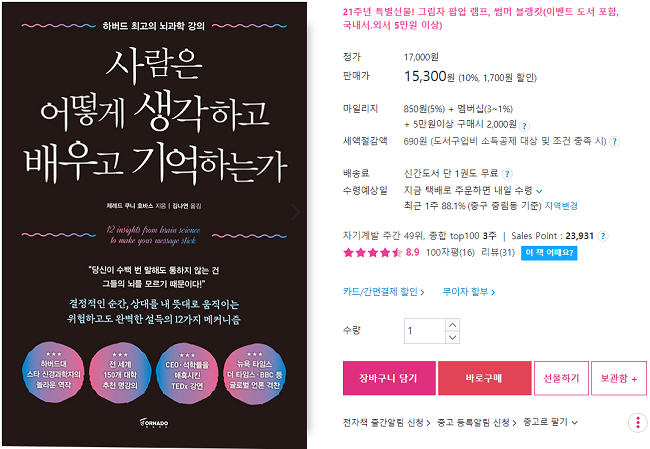 하버드 최고의 뇌과학 강의
사람은
어떻게 생각하고
배우고 기억하는가
제레드 쿠니 호바스 지음 | 김나연 옮김
12 insights from brain science
to make your message stick
"당신이 수백 번 말해도 통하지 않는 건
그들의 뇌를 모르기 때문이다!"
결정적인 순간, 상대를 내 뜻대로 움직이는
위험하고도 완벽한 설득의 12가지 메커니즘
★★★
하버드대
스타 신경과학자의
놀라운 역작
★★★
전 세계
150개 대학
추천 명강의
★★★
CEO·석학들을
매혹시킨
TEDx 강연
★★★
뉴욕 타임스
더 타임스·BBC 등
글로벌 언론 격찬
TORNADO
21주년 특별선물! 그림자 팝업 램프, 썸머 블랭킷(이벤트 도서 포함,
국내서.외서 5만원 이상)
정가 17,000원
판매가 15,300원 (10%, 1,700원 할인)
마일리지 850원(5%) + 멤버십(3~1%)
+ 5만원이상 구매시 2,000원 ?
세액절감액 690원 (도서구입비 소득공제 대상 및 조건 충족 시) ?
배송료 신간도서 단 1권도 무료 ?
수령예상일 지금 택배로 주문하면 내일 수령
최근 1주 88.1% (중구 중림동 기준) 지역변경
자기계발 주간 49위, 종합 top100 3주 | Sales Point : 23,931 ?
8.9 100자평(16) 리뷰(31) 이 책 어때요?
카드/간편결제 할인 > 무이자 할부 >
수량 1
장바구니 담기 바로구매 선물하기 보관함 +
전자책 출간알림 신청 > 중고 등록알림 신청 > 중고로 팔기